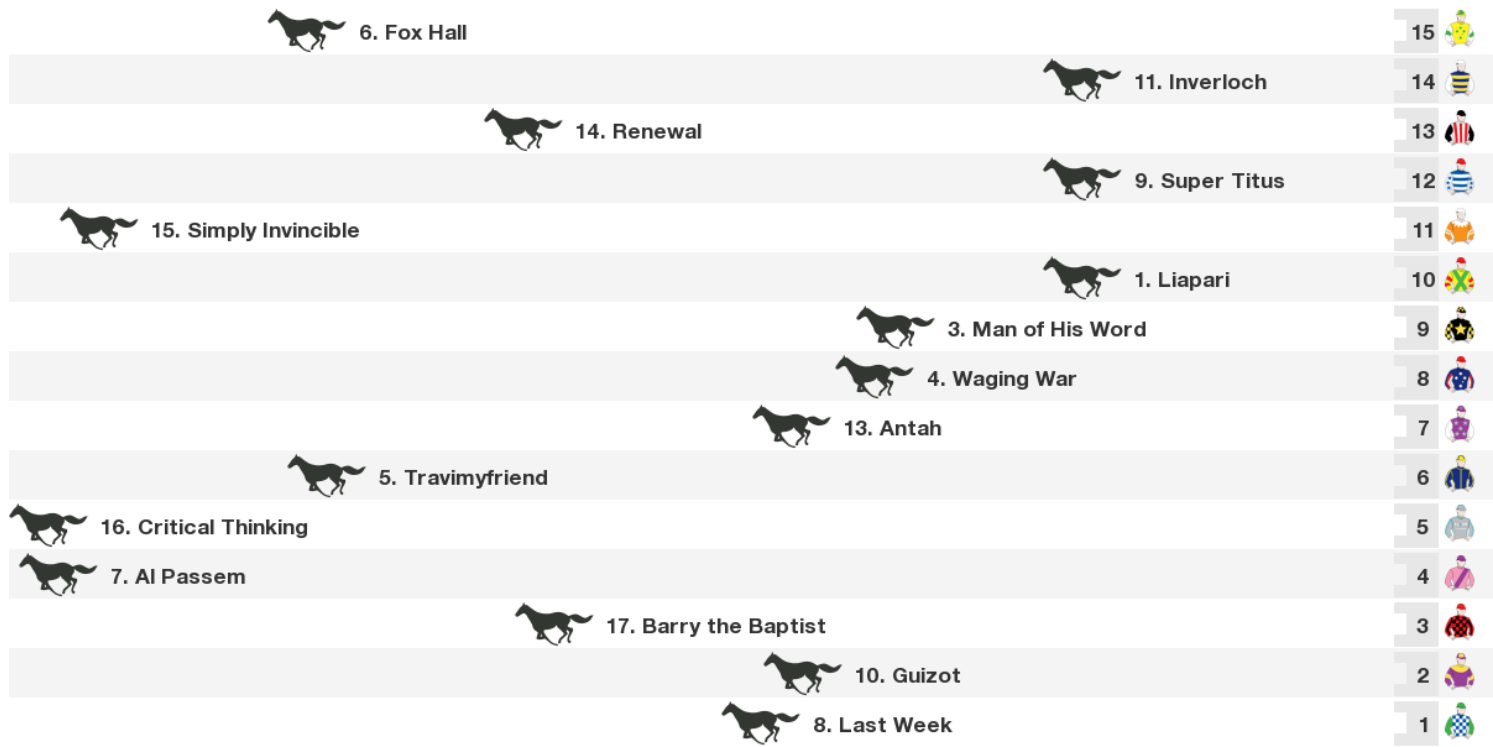 6. Fox Hall 15
11. Inverloch 14
14. Renewal 13
9. Super Titus 12
15. Simply Invincible 11
1. Liapari 10
3. Man of His Word 9
4. Waging War 8
13. Antah 7
5. Travimyfriend 6
16. Critical Thinking 5
7. Al Passem 4
17. Barry the Baptist 3
10. Guizot 2
8. Last Week 1